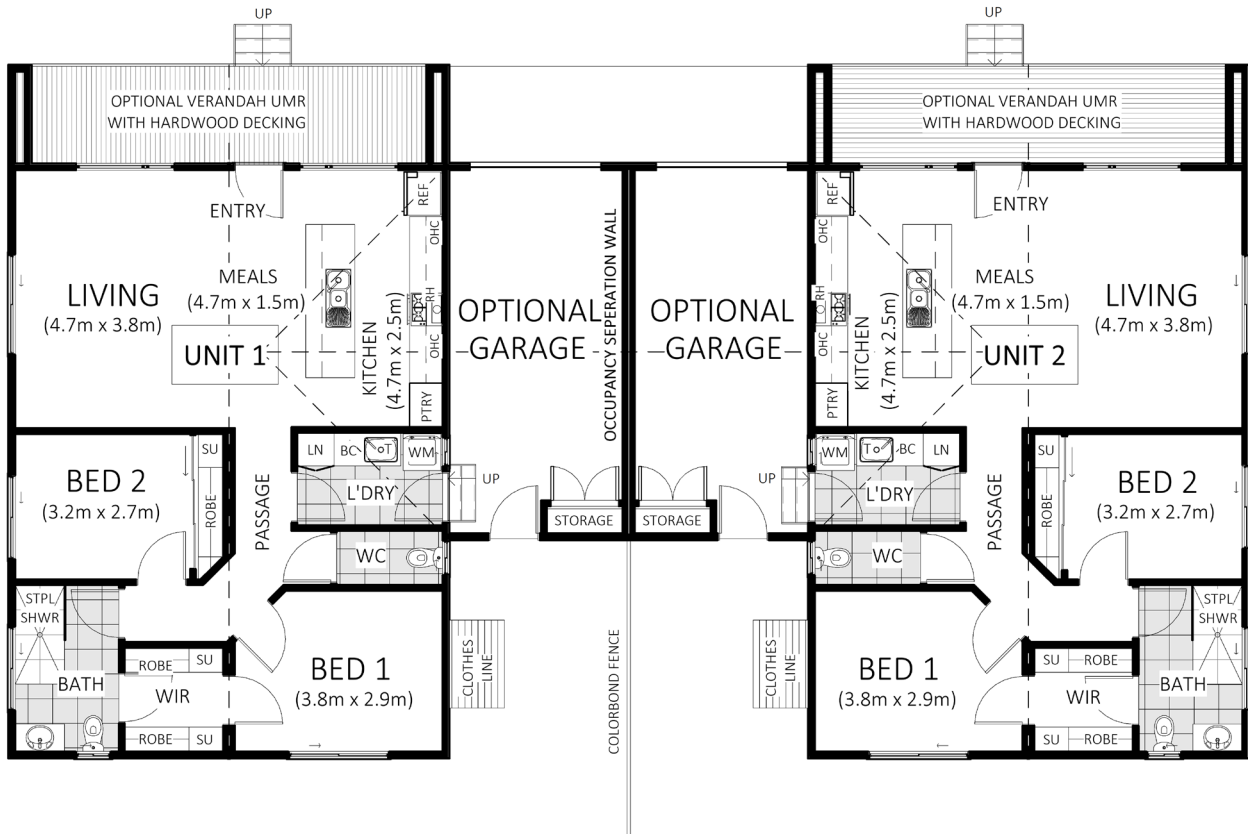 UP
UP
OPTIONAL VERANDAH UMR
WITH HARDWOOD DECKING
OPTIONAL VERANDAH UMR
WITH HARDWOOD DECKING
ENTRY
REF
OHC
MEALS
(4.7m x 1.5m)
LIVING
(4.7m x 3.8m)
RH
UNIT 1
KITCHEN
(4.7m x 2.5m)
OHC
PTRY
OPTIONAL
GARAGE
OCCUPANCY SEPERATION WALL
OPTIONAL
GARAGE
REF
ENTRY
OHC
MEALS
(4.7m x 1.5m)
LIVING
(4.7m x 3.8m)
RH
UNIT 2
KITCHEN
(4.7m x 2.5m)
OHC
PTRY
BED 2
(3.2m x 2.7m)
SU
ROBE
PASSAGE
LN
BC
T
WM
L'DRY
UP
STORAGE
STORAGE
UP
WM
T
BC
LN
L'DRY
PASSAGE
SU
ROBE
BED 2
(3.2m x 2.7m)
WC
WC
STPL
SHWR
BATH
ROBE
SU
WIR
ROBE
SU
BED 1
(3.8m x 2.9m)
CLOTHES
LINE
COLORBOND FENCE
CLOTHES
LINE
BED 1
(3.8m x 2.9m)
SU
ROBE
WIR
SU
ROBE
STPL
SHWR
BATH